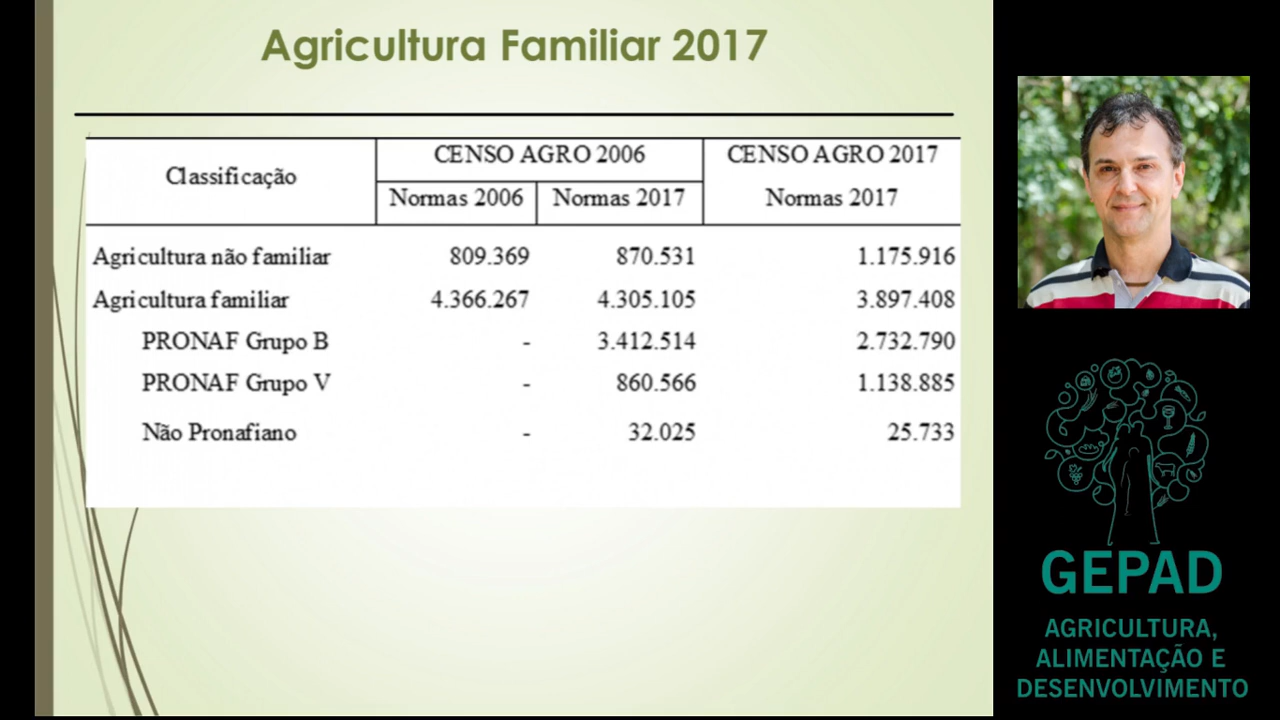 Agricultura Familiar 2017
Classificação CENSO AGRO 2006 CENSO AGRO 2017
Normas 2006 Normas 2017 Normas 2017
Agricultura não familiar 809.369 870.531 1.175.916
Agricultura familiar 4.366.267 4.305.105 3.897.408
PRONAF Grupo B - 3.412.514 2.732.790
PRONAF Grupo V - 860.566 1.138.885
Não Pronafiano - 32.025 25.733
GEPAD
AGRICULTURA,
ALIMENTAÇÃO E
DESENVOLVIMENTO